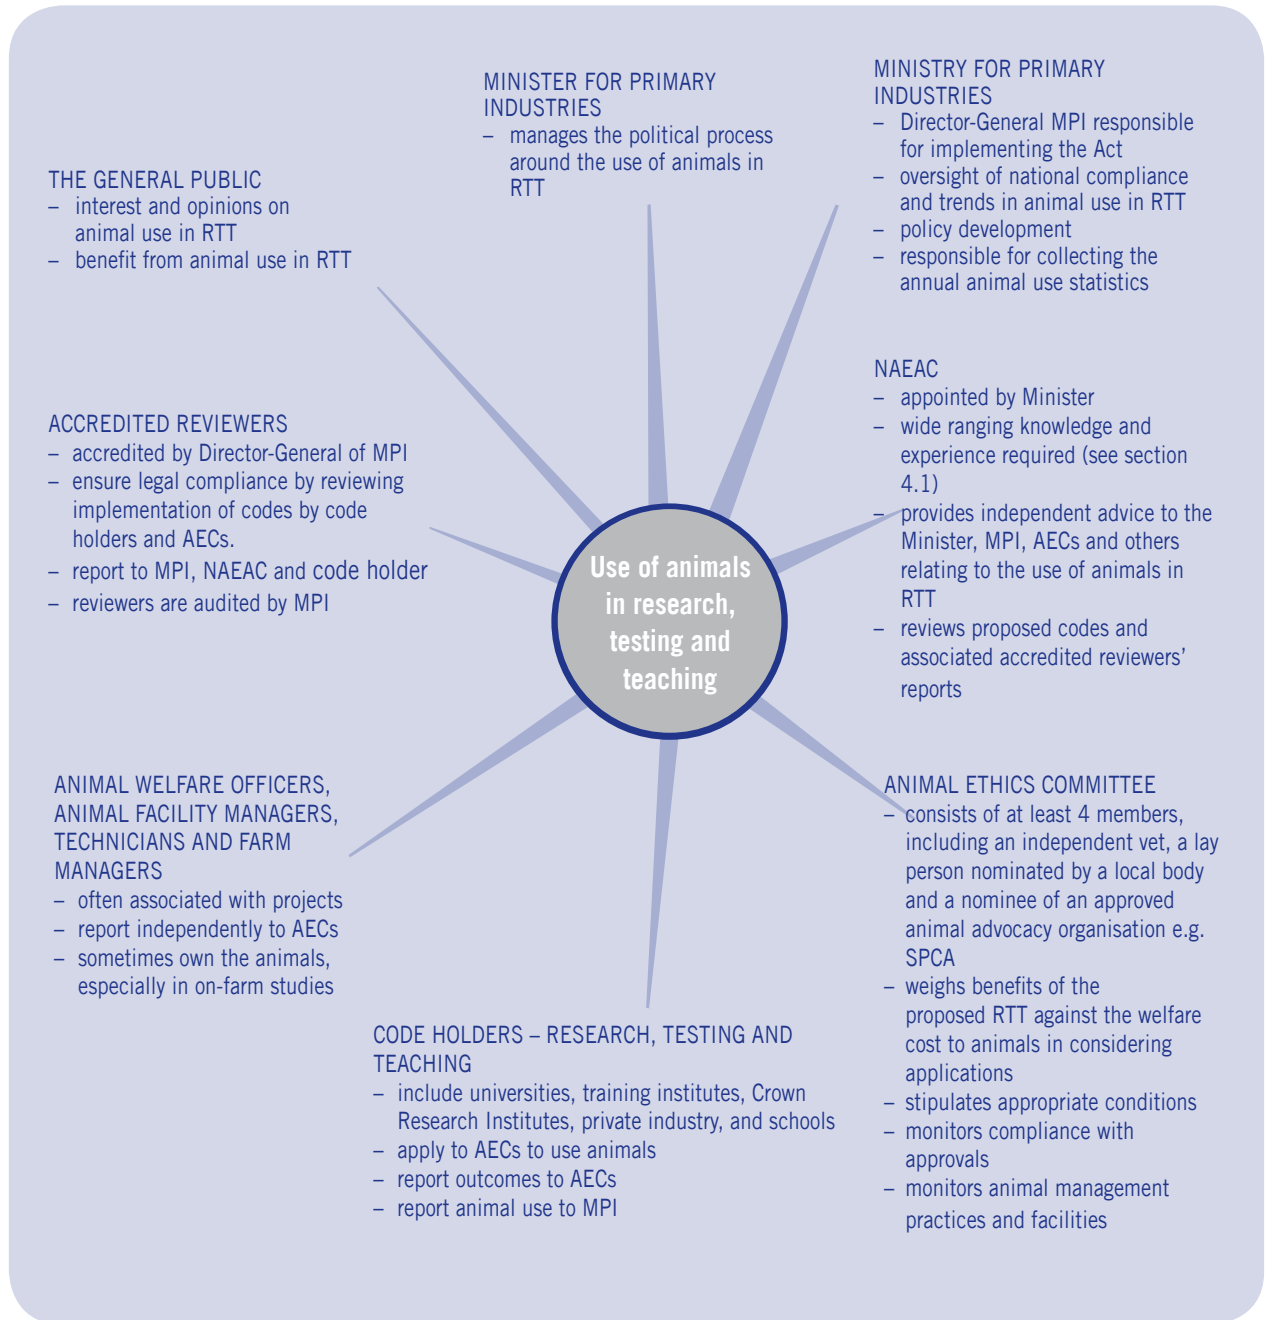 MINISTER FOR PRIMARY
INDUSTRIES
– manages the political process
around the use of animals in
RTT
MINISTRY FOR PRIMARY
INDUSTRIES
– Director-General MPI responsible
for implementing the Act
– oversight of national compliance
and trends in animal use in RTT
– policy development
– responsible for collecting the
annual animal use statistics
THE GENERAL PUBLIC
– interest and opinions on
animal use in RTT
– benefit from animal use in RTT
NAEAC
– appointed by Minister
– wide ranging knowledge and
experience required (see section
4.1)
– provides independent advice to the
Minister, MPI, AECs and others
relating to the use of animals in
RTT
– reviews proposed codes and
associated accredited reviewers’
reports
ACCREDITED REVIEWERS
– accredited by Director-General of MPI
– ensure legal compliance by reviewing
implementation of codes by code
holders and AECs.
– report to MPI, NAEAC and code holder
– reviewers are audited by MPI
Use of animals
in research,
testing and
teaching
ANIMAL WELFARE OFFICERS,
ANIMAL FACILITY MANAGERS,
TECHNICIANS AND FARM
MANAGERS
– often associated with projects
– report independently to AECs
– sometimes own the animals,
especially in on-farm studies
ANIMAL ETHICS COMMITTEE
– consists of at least 4 members,
including an independent vet, a lay
person nominated by a local body
and a nominee of an approved
animal advocacy organisation e.g.
SPCA
– weighs benefits of the
proposed RTT against the welfare
cost to animals in considering
applications
– stipulates appropriate conditions
– monitors compliance with
approvals
– monitors animal management
practices and facilities
CODE HOLDERS – RESEARCH, TESTING AND
TEACHING
– include universities, training institutes, Crown
Research Institutes, private industry, and schools
– apply to AECs to use animals
– report outcomes to AECs
– report animal use to MPI